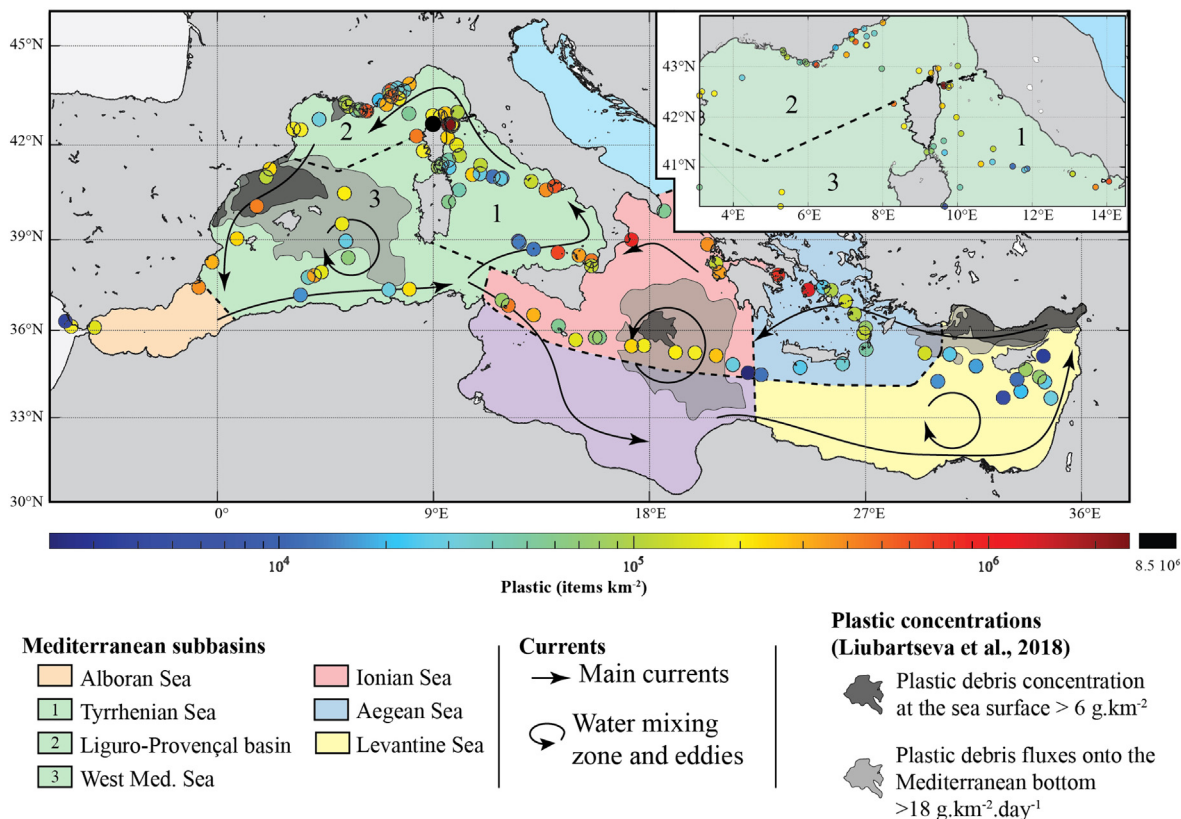 45°N
42°N
39°N
36°N
33°N
30°N
0°
9°E
18°E
27°E
36°E
2
3
1
43°N
42°N
41°N
4°E
6°E
8°E
10°E
12°E
14°E
2
3
3
1
10⁴
10⁵
10⁶
8.5 10⁶
Plastic (items km⁻²)
Mediterranean subbasins
Alboran Sea
1 Tyrrhenian Sea
2 Liguro-Provençal basin
3 West Med. Sea
Ionian Sea
Aegean Sea
Levantine Sea
Currents
Main currents
Water mixing
zone and eddies
Plastic concentrations
(Liubartseva et al., 2018)
Plastic debris concentration
at the sea surface > 6 g.km⁻²
Plastic debris fluxes onto the
Mediterranean bottom
>18 g.km⁻².day⁻¹